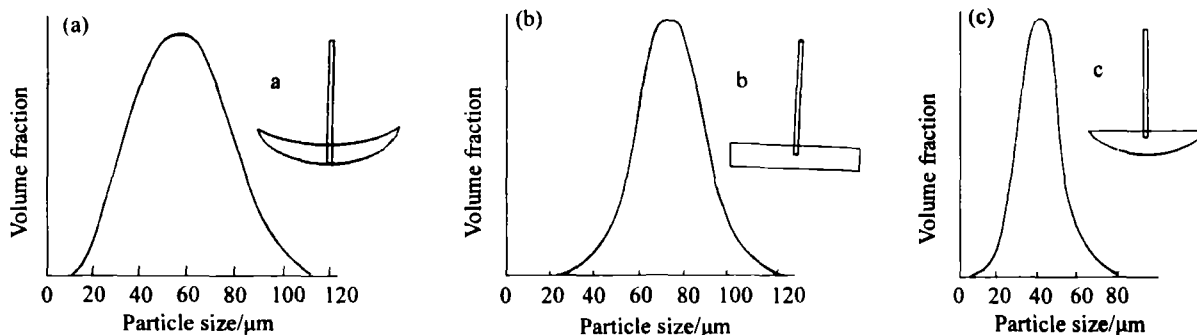 (a)
a
Volume fraction
0 20 40 60 80 100 120
Particle size/μm
(b)
b
Volume fraction
0 20 40 60 80 100 120
Particle size/μm
(c)
c
Volume fraction
0 20 40 60 80
Particle size/μm